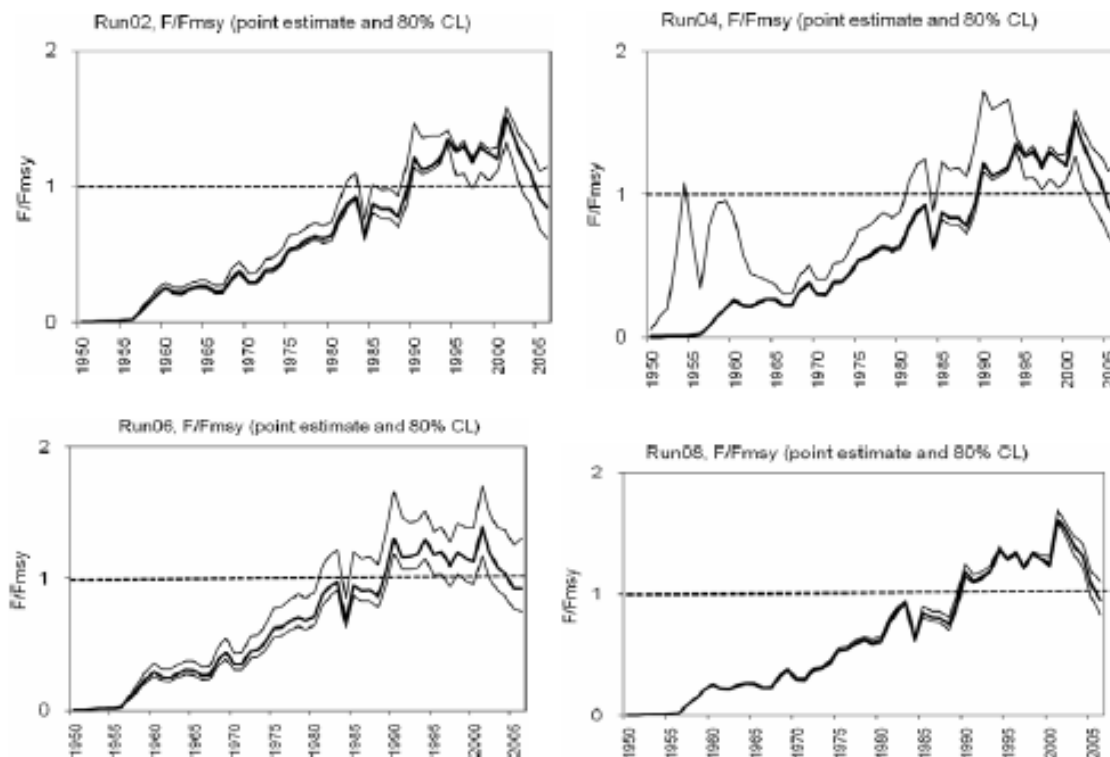 Run02, F/Fmsy (point estimate and 80% CL)
2
1
0
F/Fmsy
1950 1955 1960 1965 1970 1975 1980 1985 1990 1995 2000 2005
Run04, F/Fmsy (point estimate and 80% CL)
2
1
0
F/Fmsy
1950 1955 1960 1965 1970 1975 1980 1985 1990 1995 2000 2005
Run06, F/Fmsy (point estimate and 80% CL)
2
1
0
F/Fmsy
1950 1955 1960 1965 1970 1975 1980 1985 1990 1995 2000 2005
Run08, F/Fmsy (point estimate and 80% CL)
2
1
0
F/Fmsy
1950 1955 1960 1965 1970 1975 1980 1985 1990 1995 2000 2005